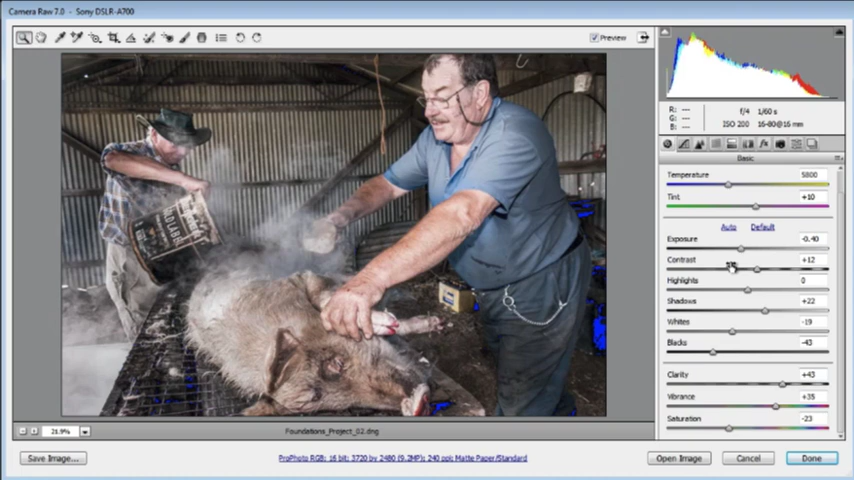 Camera Raw 7.0 - Sony DSLR-A700
Preview
R: ---
G: ---
B: ---
f/4 1/60 s
ISO 200 16-80@16 mm
Basic
Temperature 5800
Tint +10
Auto Default
Exposure -0.40
Contrast +12
Highlights 0
Shadows +22
Whites -19
Blacks -43
Clarity +43
Vibrance +35
Saturation -23
OLD LABEL
21.9% Foundations_Project_02.dng
Save Image... ProPhoto RGB; 16 bit; 3720 by 2480 (9.2MP); 240 ppi; Matte Paper/Standard Open Image Cancel Done